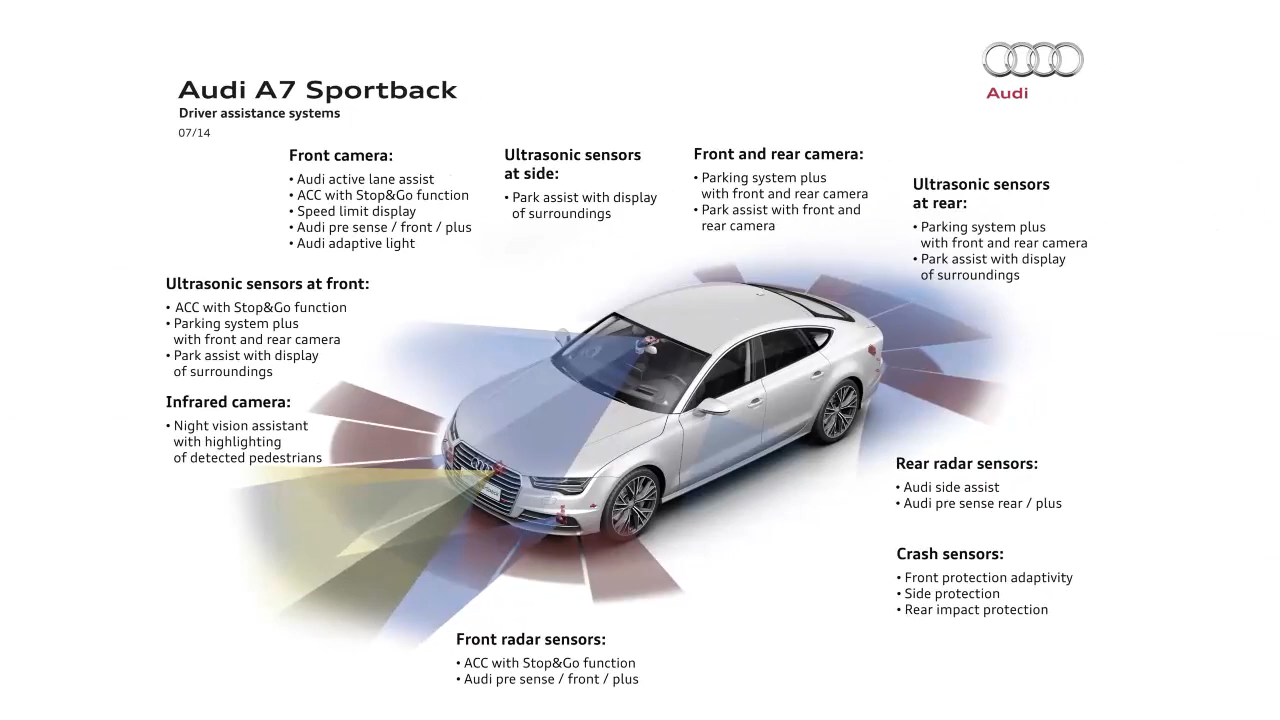 Audi A7 Sportback
Driver assistance systems
07/14
Audi
Front camera:
• Audi active lane assist
• ACC with Stop&Go function
• Speed limit display
• Audi pre sense / front / plus
• Audi adaptive light
Ultrasonic sensors
at side:
• Park assist with display
of surroundings
Front and rear camera:
• Parking system plus
with front and rear camera
• Park assist with front and
rear camera
Ultrasonic sensors
at rear:
• Parking system plus
with front and rear camera
• Park assist with display
of surroundings
Ultrasonic sensors at front:
• ACC with Stop&Go function
• Parking system plus
with front and rear camera
• Park assist with display
of surroundings
Infrared camera:
• Night vision assistant
with highlighting
of detected pedestrians
Rear radar sensors:
• Audi side assist
• Audi pre sense rear / plus
Crash sensors:
• Front protection adaptivity
• Side protection
• Rear impact protection
Front radar sensors:
• ACC with Stop&Go function
• Audi pre sense / front / plus